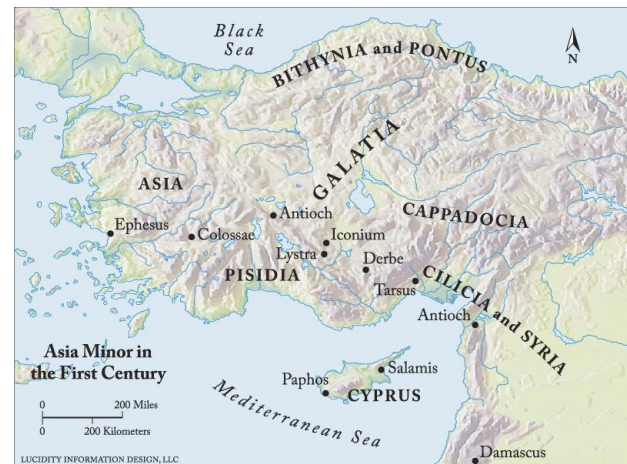 Black
Sea
N
BITHYNIA and PONTUS
GALATIA
ASIA
CAPPADOCIA
Antioch
Ephesus
Colossae
Iconium
Lystra
Derbe
PISIDIA
Tarsus
CILICIA and SYRIA
Antioch
Asia Minor in
the First Century
Salamis
Paphos
CYPRUS
0 200 Miles
0 200 Kilometers
Mediterranean Sea
Damascus
LUCIDITY INFORMATION DESIGN, LLC